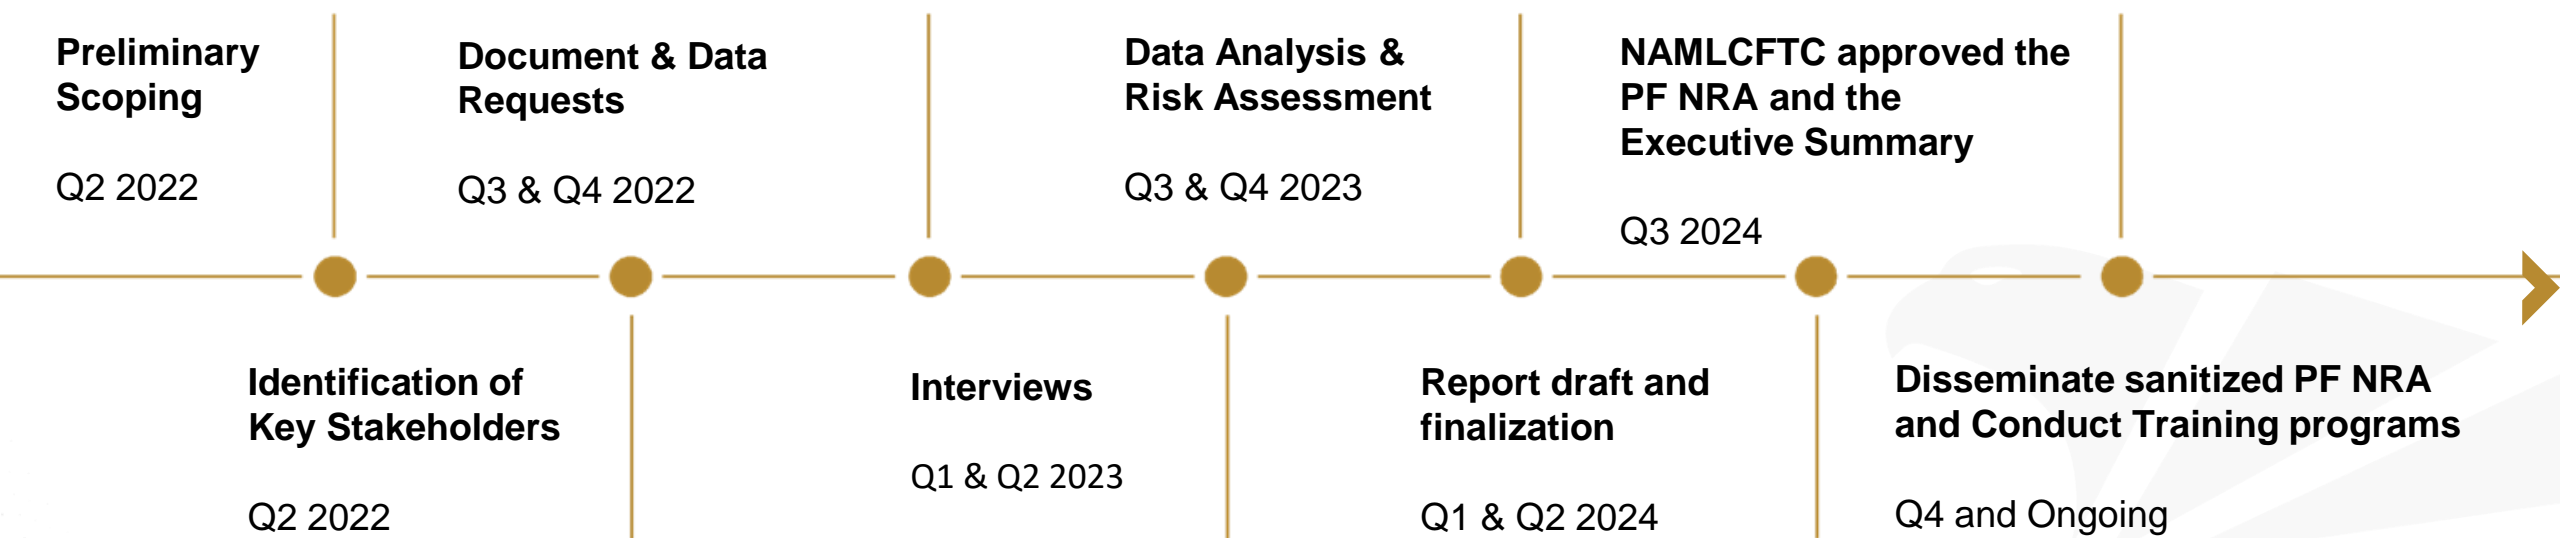 Preliminary
Scoping
Q2 2022
Identification of
Key Stakeholders
Q2 2022
Document & Data
Requests
Q3 & Q4 2022
Interviews
Q1 & Q2 2023
Data Analysis &
Risk Assessment
Q3 & Q4 2023
Report draft and
finalization
Q1 & Q2 2024
NAMLCFTC approved the
PF NRA and the
Executive Summary
Q3 2024
Disseminate sanitized PF NRA
and Conduct Training programs
Q4 and Ongoing